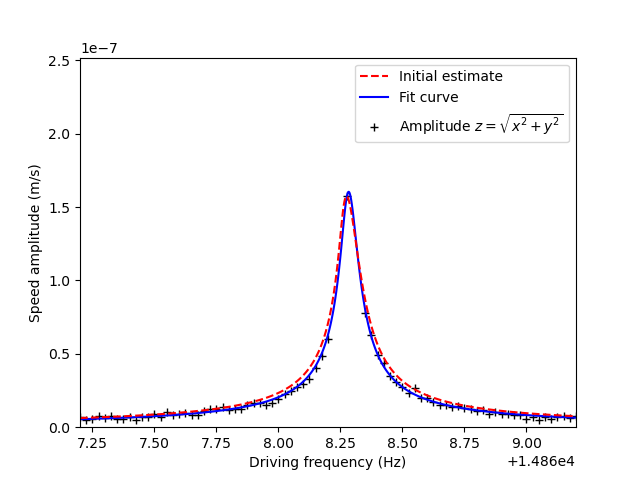 1e−7
2.5
2.0
1.5
1.0
0.5
0.0
Speed amplitude (m/s)
Initial estimate
Fit curve
Amplitude z = √x² + y²
7.25 7.50 7.75 8.00 8.25 8.50 8.75 9.00
Driving frequency (Hz)
+1.486e4